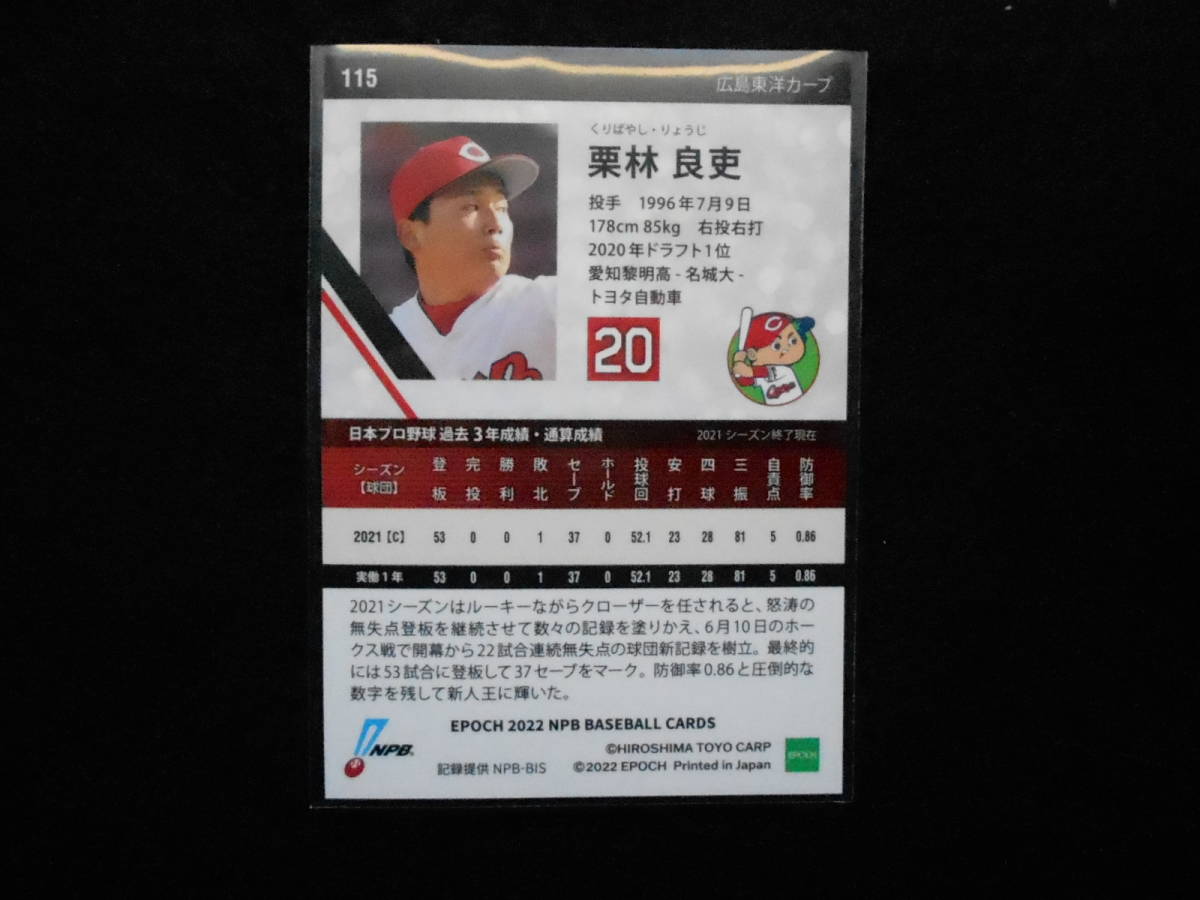 115
広島東洋カープ
くりばやし・りょうじ
栗林 良吏
投手 1996年7月9日
178cm 85kg 右投右打
2020年ドラフト1位
愛知黎明高 - 名城大 -
トヨタ自動車
20
C
Carp
日本プロ野球 過去 3年成績・通算成績
2021 シーズン終了現在
シーズン【球団】 登板 完投 勝利 敗北 セーブ ホールド 投球回 安打 四球 三振 自責点 防御率
2021【C】 53 0 0 1 37 0 52.1 23 28 81 5 0.86
実働1年 53 0 0 1 37 0 52.1 23 28 81 5 0.86
2021シーズンはルーキーながらクローザーを任されると、怒涛の
無失点登板を継続させて数々の記録を塗りかえ、6月10日のホー
クス戦で開幕から22試合連続無失点の球団新記録を樹立。最終的
には53試合に登板して37セーブをマーク。防御率0.86と圧倒的な
数字を残して新人王に輝いた。
EPOCH 2022 NPB BASEBALL CARDS
NPB
©HIROSHIMA TOYO CARP
記録提供 NPB-BIS ©2022 EPOCH Printed in Japan
EPOCH